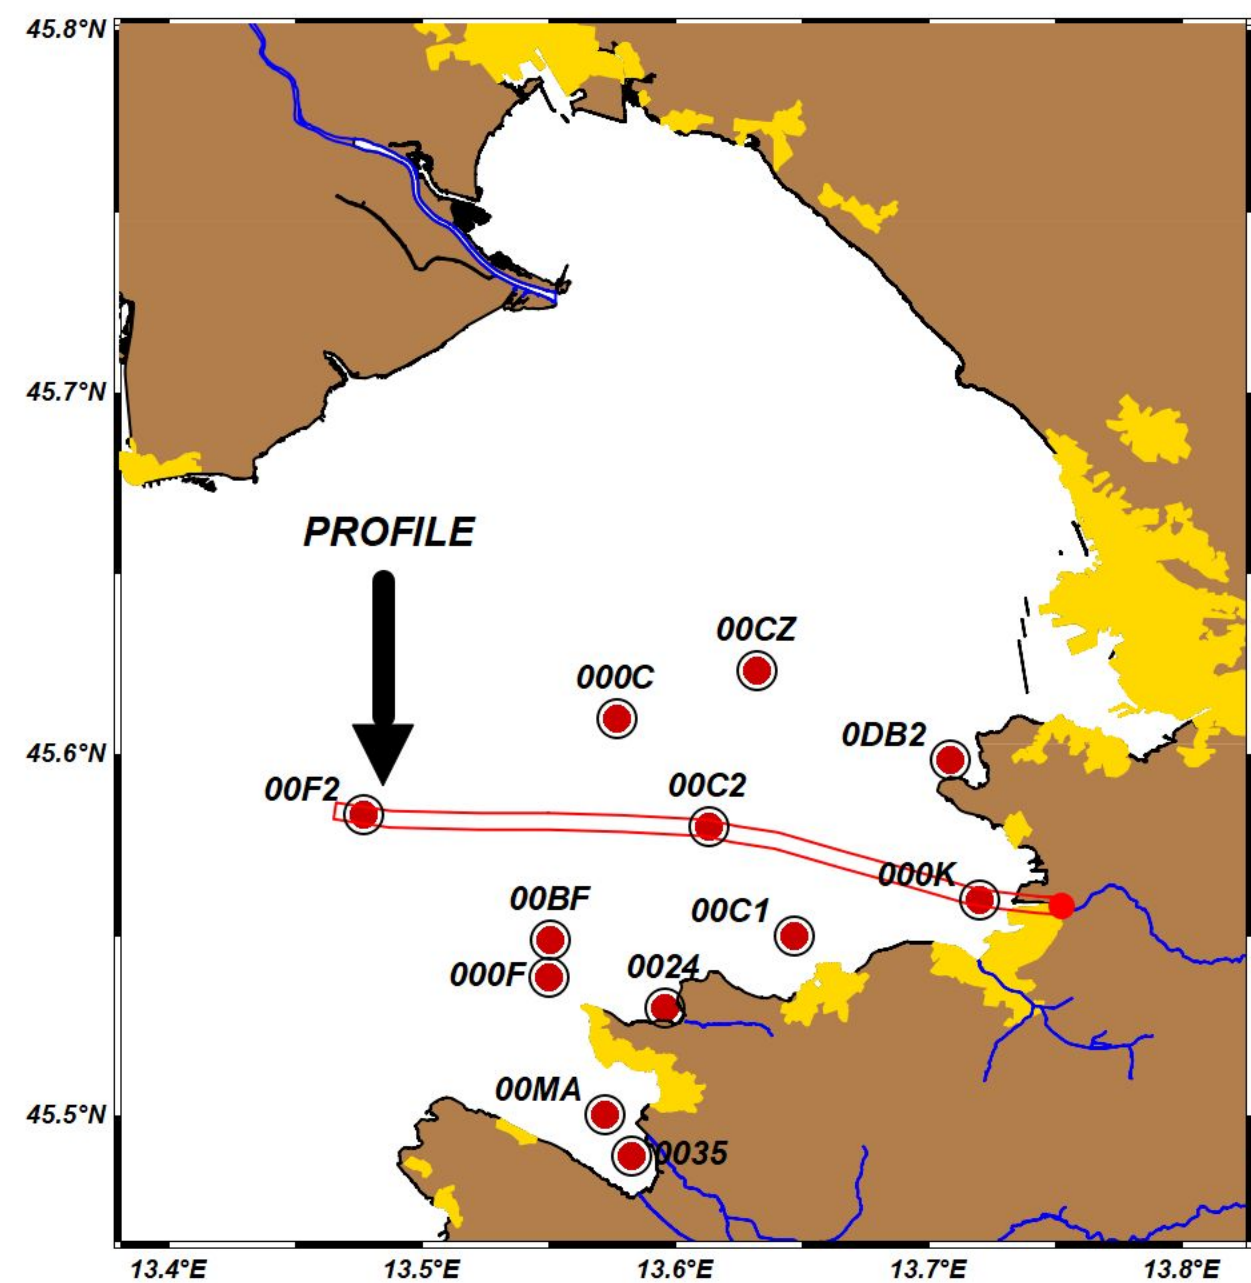 45.8°N
45.7°N
PROFILE
00CZ
000C
0DB2
45.6°N
00F2
00C2
000K
00BF
00C1
000F
0024
00MA
45.5°N
0035
13.4°E
13.5°E
13.6°E
13.7°E
13.8°E